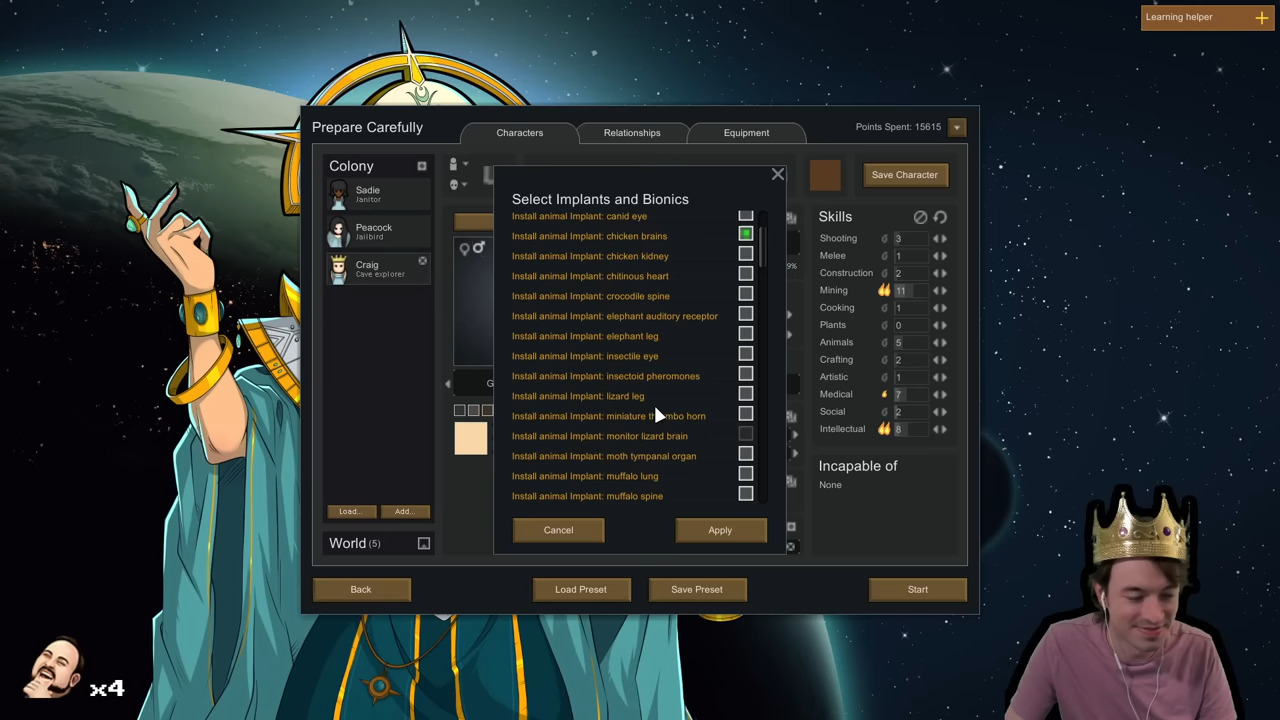 Learning helper
Prepare Carefully
Characters
Relationships
Equipment
Points Spent: 15615
Colony
Sadie
Janitor
Peacock
Jailbird
Craig
Cave explorer
Load...
Add...
World (5)
Save Character
Select Implants and Bionics
Install animal Implant: canid eye
Install animal Implant: chicken brains
Install animal Implant: chicken kidney
Install animal Implant: chitinous heart
Install animal Implant: crocodile spine
Install animal Implant: elephant auditory receptor
Install animal Implant: elephant leg
Install animal Implant: insectile eye
Install animal Implant: insectoid pheromones
Install animal Implant: lizard leg
Install animal Implant: miniature horn
Install animal Implant: monitor lizard brain
Install animal Implant: moth tympanal organ
Install animal Implant: muffalo lung
Install animal Implant: muffalo spine
Cancel
Apply
G
9%
Skills
Shooting 3
Melee 1
Construction 2
Mining 11
Cooking 1
Plants 0
Animals 5
Crafting 2
Artistic 1
Medical 7
Social 2
Intellectual 8
Incapable of
None
Back
Load Preset
Save Preset
Start
x4